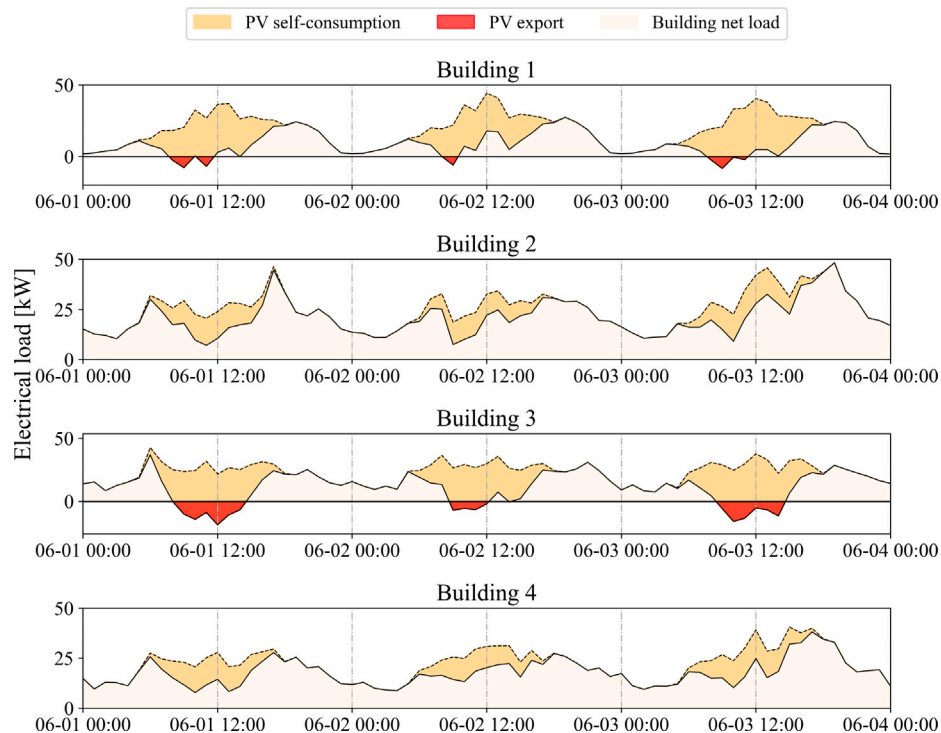 PV self-consumption PV export Building net load
Electrical load [kW]
Building 1
50
0
06-01 00:00 06-01 12:00 06-02 00:00 06-02 12:00 06-03 00:00 06-03 12:00 06-04 00:00
Building 2
50
25
0
06-01 00:00 06-01 12:00 06-02 00:00 06-02 12:00 06-03 00:00 06-03 12:00 06-04 00:00
Building 3
50
0
06-01 00:00 06-01 12:00 06-02 00:00 06-02 12:00 06-03 00:00 06-03 12:00 06-04 00:00
Building 4
50
25
0
06-01 00:00 06-01 12:00 06-02 00:00 06-02 12:00 06-03 00:00 06-03 12:00 06-04 00:00